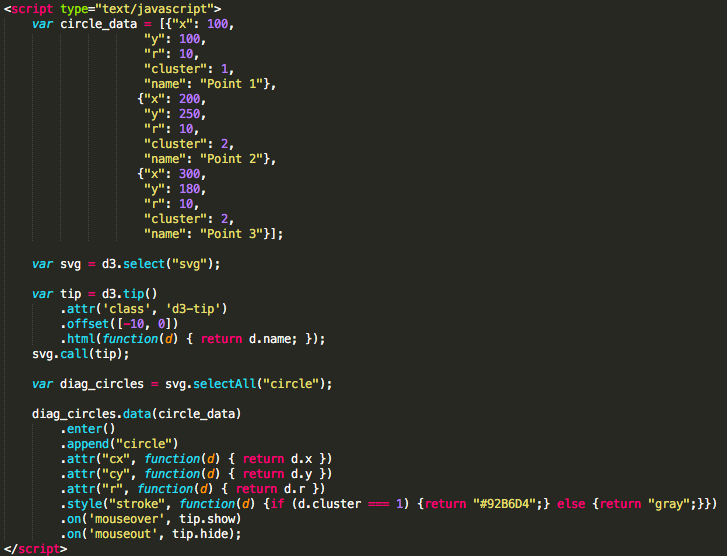 <script type="text/javascript">
    var circle_data = [{"x": 100,
                    "y": 100,
                    "r": 10,
                    "cluster": 1,
                    "name": "Point 1"},
                   {"x": 200,
                    "y": 250,
                    "r": 10,
                    "cluster": 2,
                    "name": "Point 2"},
                   {"x": 300,
                    "y": 180,
                    "r": 10,
                    "cluster": 2,
                    "name": "Point 3"}];

    var svg = d3.select("svg");

    var tip = d3.tip()
        .attr('class', 'd3-tip')
        .offset([-10, 0])
        .html(function(d) { return d.name; });
    svg.call(tip);

    var diag_circles = svg.selectAll("circle");

    diag_circles.data(circle_data)
        .enter()
        .append("circle")
        .attr("cx", function(d) { return d.x })
        .attr("cy", function(d) { return d.y })
        .attr("r", function(d) { return d.r })
        .style("stroke", function(d) {if (d.cluster === 1) {return "#92B6D4";} else {return "gray";}})
        .on('mouseover', tip.show)
        .on('mouseout', tip.hide);
</script>